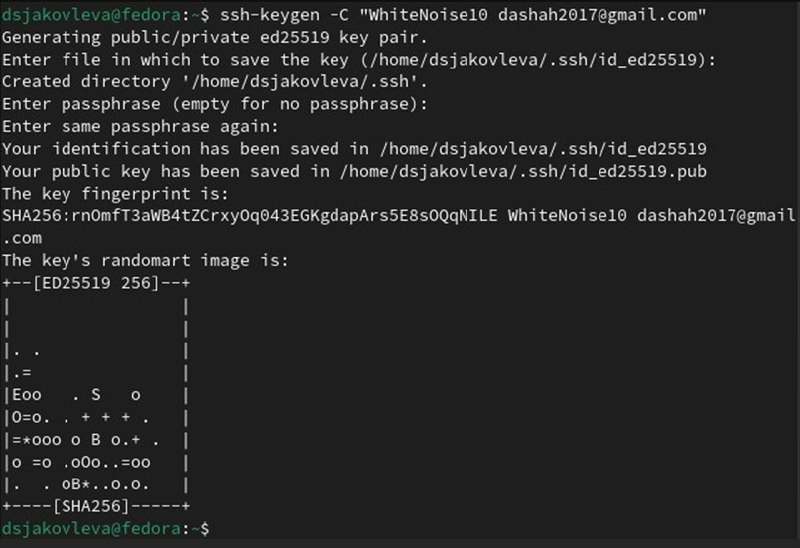 dsjakovleva@fedora:~$ ssh-keygen -C "WhiteNoise10 dashah2017@gmail.com"
Generating public/private ed25519 key pair.
Enter file in which to save the key (/home/dsjakovleva/.ssh/id_ed25519):
Created directory '/home/dsjakovleva/.ssh'.
Enter passphrase (empty for no passphrase):
Enter same passphrase again:
Your identification has been saved in /home/dsjakovleva/.ssh/id_ed25519
Your public key has been saved in /home/dsjakovleva/.ssh/id_ed25519.pub
The key fingerprint is:
SHA256:rnOmfT3aWB4tZCrxyOq043EGKgdapArs5E8sOQqNILE WhiteNoise10 dashah2017@gmail
.com
The key's randomart image is:
+--[ED25519 256]--+
|                 |
|                 |
|. .              |
|.=               |
|Eoo   . S   o    |
|O=o. . + + + .   |
|=*ooo o B o.+ .  |
|o =o .oOo..=oo   |
|.  . oB*..o.o.   |
+----[SHA256]-----+
dsjakovleva@fedora:~$